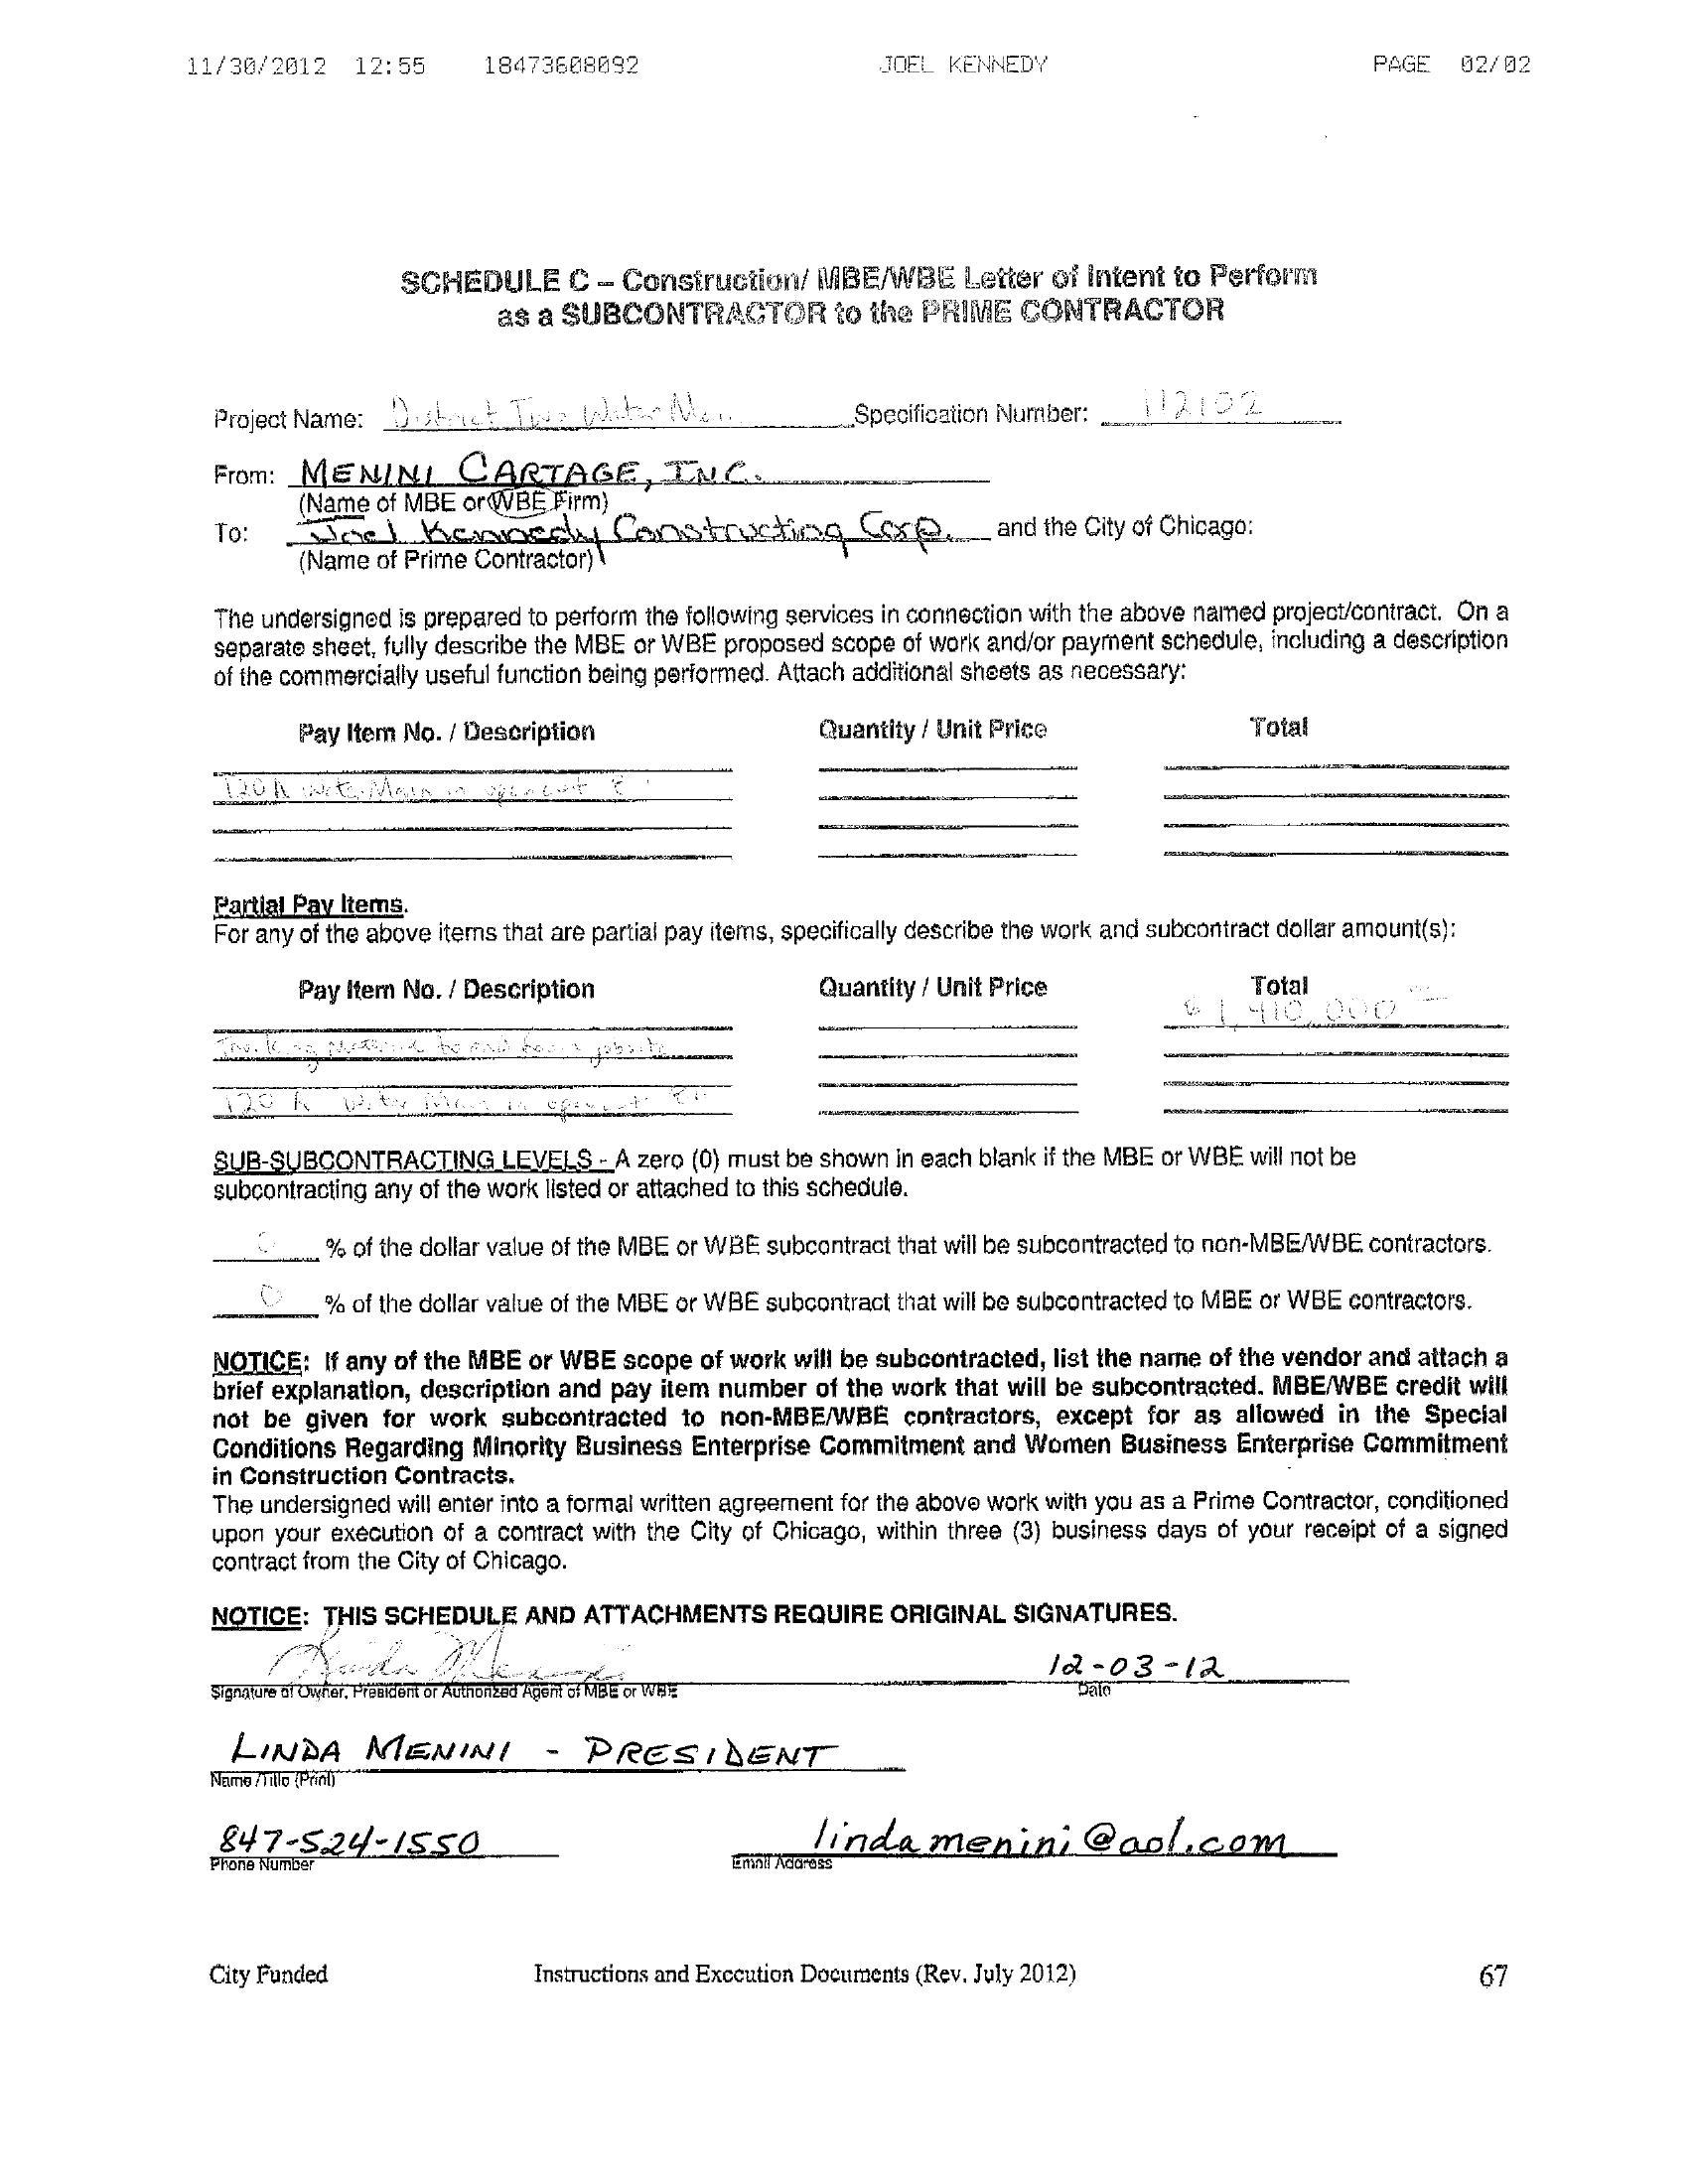 11/30/2012 12:55 18473608092 JOEL KENNEDY PAGE 02/02
SCHEDULE C – Construction/ MBE/WBE Letter of Intent to Perform
as a SUBCONTRACTOR to the PRIME CONTRACTOR
Project Name: District Two Water Main Specification Number: 112102
From: MENINI CARTAGE, INC.
(Name of MBE or WBE Firm)
To: Joel Kennedy Constructing Corp. and the City of Chicago:
(Name of Prime Contractor)
The undersigned is prepared to perform the following services in connection with the above named project/contract. On a
separate sheet, fully describe the MBE or WBE proposed scope of work and/or payment schedule, including a description
of the commercially useful function being performed. Attach additional sheets as necessary:
Pay Item No. / Description Quantity / Unit Price Total
Water Main in opencut 8"
Partial Pay Items.
For any of the above items that are partial pay items, specifically describe the work and subcontract dollar amount(s):
Pay Item No. / Description Quantity / Unit Price Total
$1,410,000
Trucking material to and from jobsite
Water Main in opencut 8"
SUB-SUBCONTRACTING LEVELS - A zero (0) must be shown in each blank if the MBE or WBE will not be
subcontracting any of the work listed or attached to this schedule.
0 % of the dollar value of the MBE or WBE subcontract that will be subcontracted to non-MBE/WBE contractors.
0 % of the dollar value of the MBE or WBE subcontract that will be subcontracted to MBE or WBE contractors.
NOTICE: If any of the MBE or WBE scope of work will be subcontracted, list the name of the vendor and attach a
brief explanation, description and pay item number of the work that will be subcontracted. MBE/WBE credit will
not be given for work subcontracted to non-MBE/WBE contractors, except for as allowed in the Special
Conditions Regarding Minority Business Enterprise Commitment and Women Business Enterprise Commitment
in Construction Contracts.
The undersigned will enter into a formal written agreement for the above work with you as a Prime Contractor, conditioned
upon your execution of a contract with the City of Chicago, within three (3) business days of your receipt of a signed
contract from the City of Chicago.
NOTICE: THIS SCHEDULE AND ATTACHMENTS REQUIRE ORIGINAL SIGNATURES.
Linda Menini 12-03-12
Signature of Owner, President or Authorized Agent of MBE or WBE Date
LINDA MENINI - PRESIDENT
Name /Title (Print)
847-524-1550 lindamenini@aol.com
Phone Number Email Address
City Funded Instructions and Execution Documents (Rev. July 2012) 67